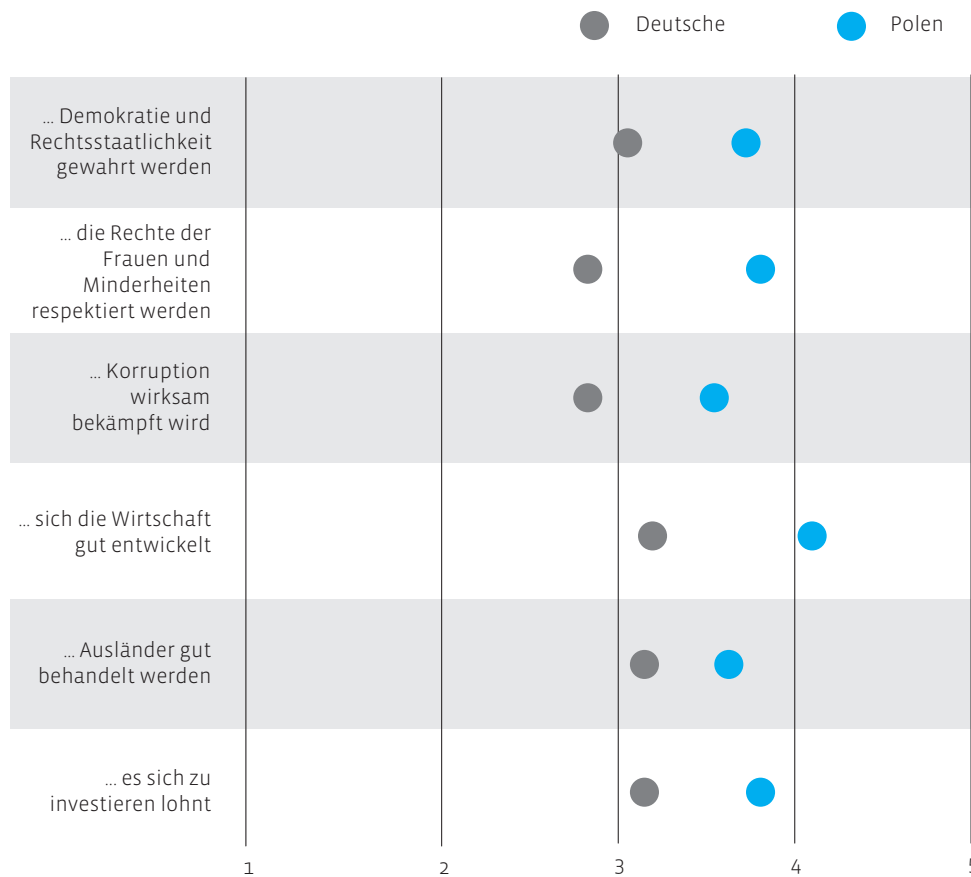 Deutsche
Polen
... Demokratie und
Rechtsstaatlichkeit
gewahrt werden
... die Rechte der
Frauen und
Minderheiten
respektiert werden
... Korruption
wirksam
bekämpft wird
... sich die Wirtschaft
gut entwickelt
... Ausländer gut
behandelt werden
... es sich zu
investieren lohnt
1 2 3 4 5